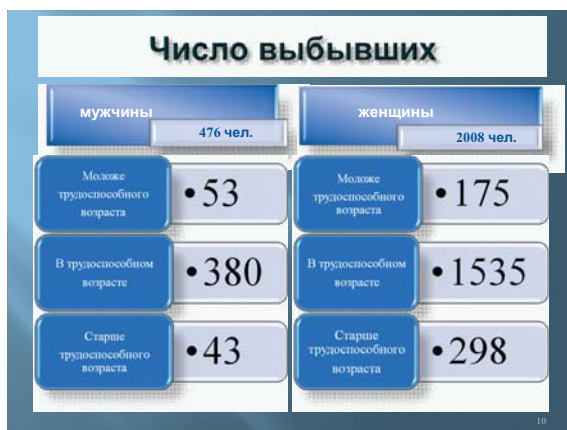 Число выбывших
мужчины
476 чел.
женщины
2008 чел.
Моложе
трудоспособного
возраста
•53
В трудоспособном
возрасте
•380
Старше
трудоспособного
возраста
•43
Моложе
трудоспособного
возраста
•175
В трудоспособном
возрасте
•1535
Старше
трудоспособного
возраста
•298
10